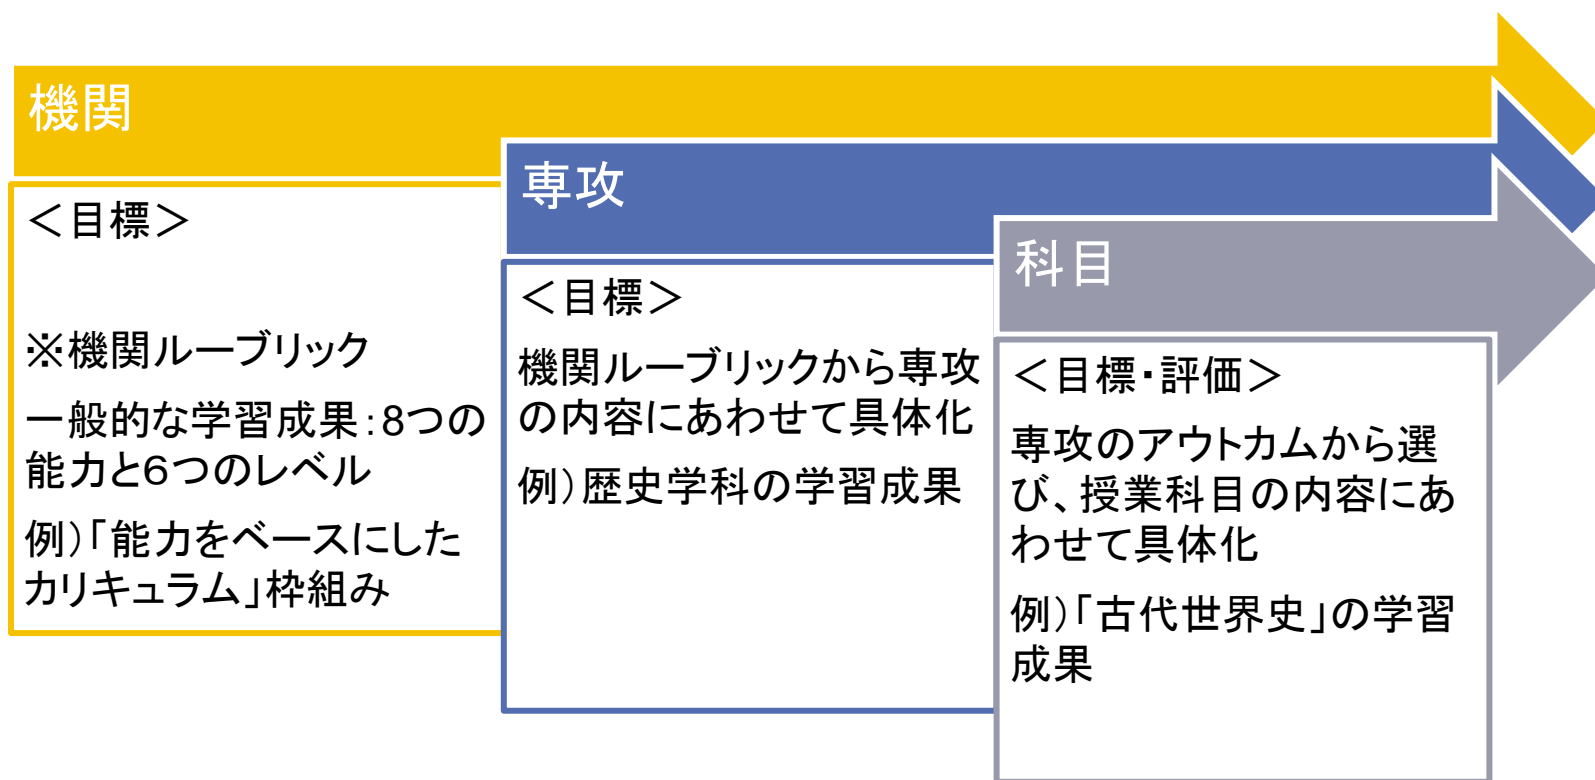 機関
＜目標＞
※機関ルーブリック
一般的な学習成果：8つの
能力と６つのレベル
例）「能力をベースにした
カリキュラム」枠組み
専攻
＜目標＞
機関ルーブリックから専攻
の内容にあわせて具体化
例）歴史学科の学習成果
科目
＜目標・評価＞
専攻のアウトカムから選
び、授業科目の内容にあ
わせて具体化
例）「古代世界史」の学習
成果